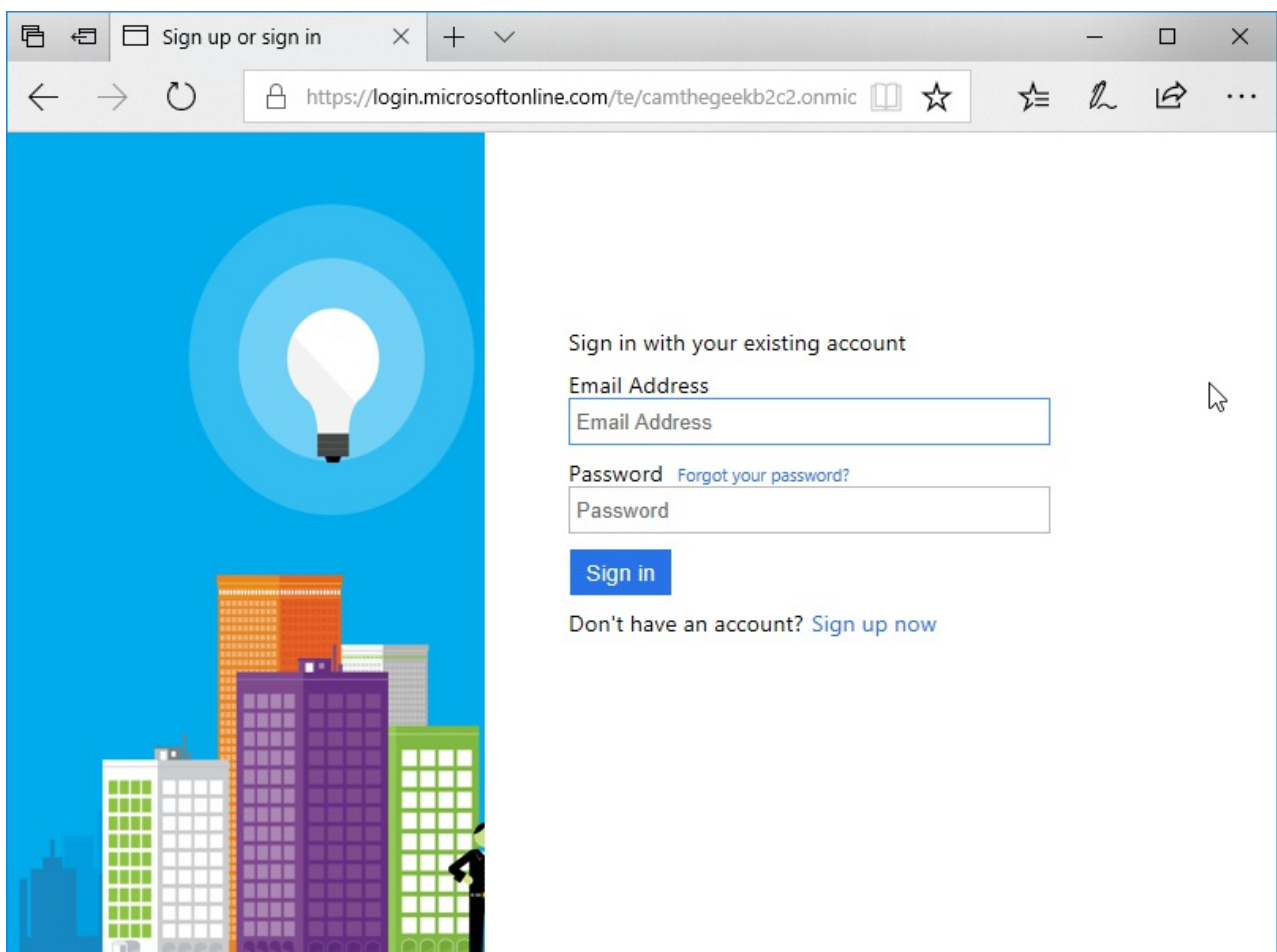 Sign up or sign in
https://login.microsoftonline.com/te/camthegeekb2c2.onmic
Sign in with your existing account
Email Address
Email Address
Password Forgot your password?
Password
Sign in
Don't have an account? Sign up now